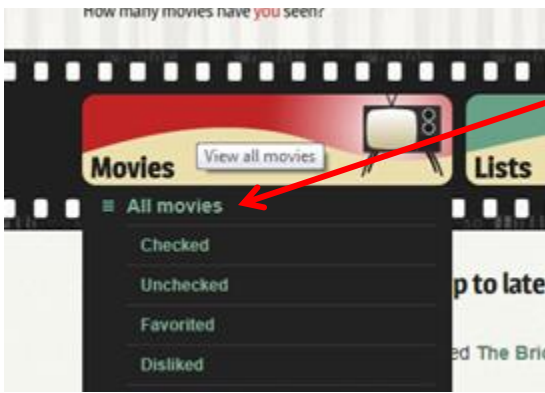 How many movies have you seen?
Movies
View all movies
Lists
All movies
Checked
p to late
Unchecked
Favorited
ed The Bri
Disliked